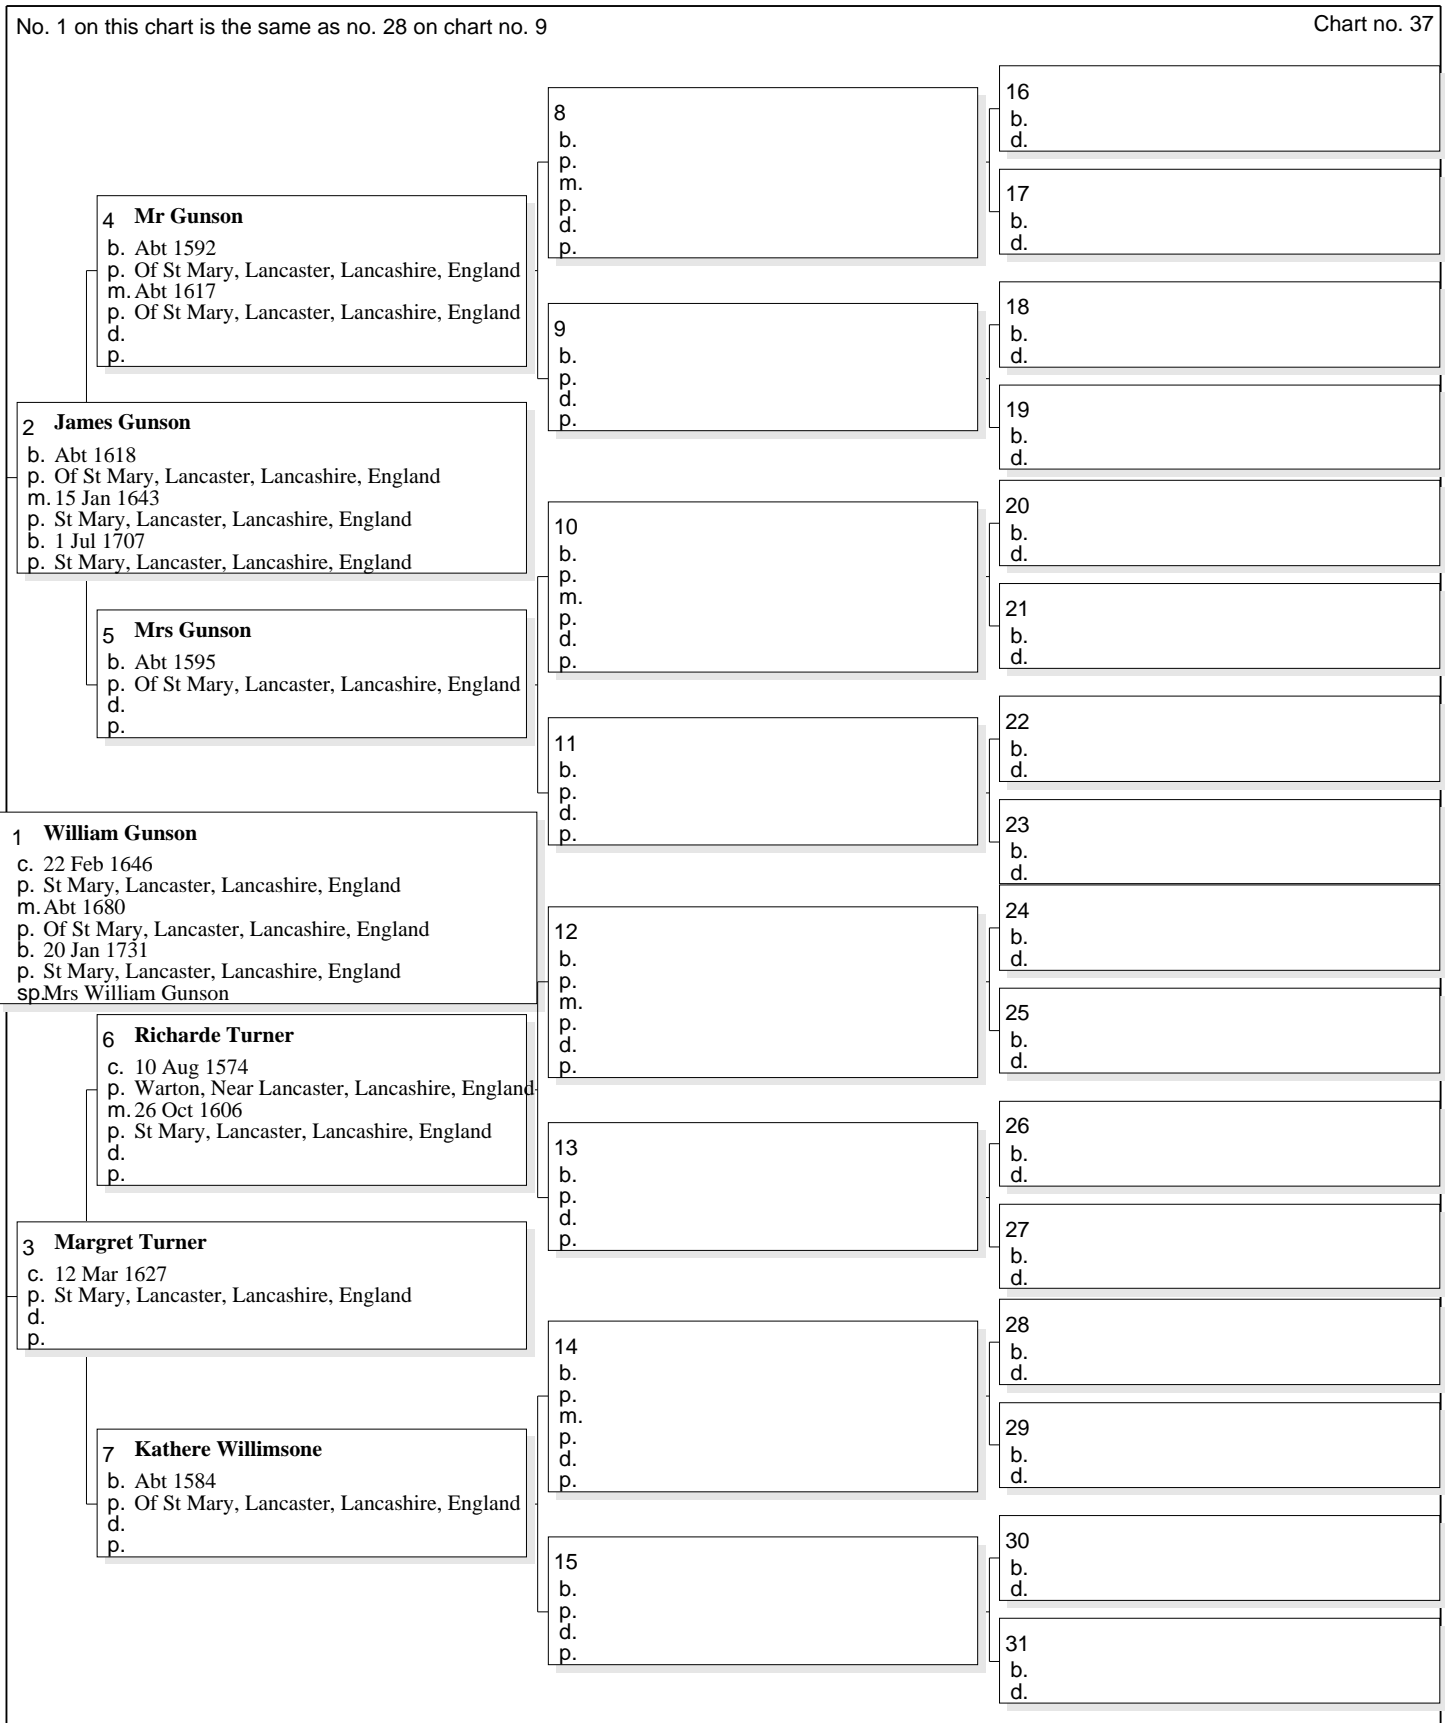 No. 1 on this chart is the same as no. 28 on chart no. 9
Chart no. 37
4 Mr Gunson
b. Abt 1592
p. Of St Mary, Lancaster, Lancashire, England
m. Abt 1617
p. Of St Mary, Lancaster, Lancashire, England
d.
p.
2 James Gunson
b. Abt 1618
p. Of St Mary, Lancaster, Lancashire, England
m. 15 Jan 1643
p. St Mary, Lancaster, Lancashire, England
b. 1 Jul 1707
p. St Mary, Lancaster, Lancashire, England
5 Mrs Gunson
b. Abt 1595
p. Of St Mary, Lancaster, Lancashire, England
d.
p.
1 William Gunson
c. 22 Feb 1646
p. St Mary, Lancaster, Lancashire, England
m. Abt 1680
p. Of St Mary, Lancaster, Lancashire, England
b. 20 Jan 1731
p. St Mary, Lancaster, Lancashire, England
sp. Mrs William Gunson
6 Richarde Turner
c. 10 Aug 1574
p. Warton, Near Lancaster, Lancashire, England
m. 26 Oct 1606
p. St Mary, Lancaster, Lancashire, England
d.
p.
3 Margret Turner
c. 12 Mar 1627
p. St Mary, Lancaster, Lancashire, England
d.
p.
7 Kathere Willimsone
b. Abt 1584
p. Of St Mary, Lancaster, Lancashire, England
d.
p.
8
b.
p.
m.
p.
d.
p.
9
b.
p.
d.
p.
10
b.
p.
m.
p.
d.
p.
11
b.
p.
d.
p.
12
b.
p.
m.
p.
d.
p.
13
b.
p.
d.
p.
14
b.
p.
m.
p.
d.
p.
15
b.
p.
d.
p.
16
b.
d.
17
b.
d.
18
b.
d.
19
b.
d.
20
b.
d.
21
b.
d.
22
b.
d.
23
b.
d.
24
b.
d.
25
b.
d.
26
b.
d.
27
b.
d.
28
b.
d.
29
b.
d.
30
b.
d.
31
b.
d.